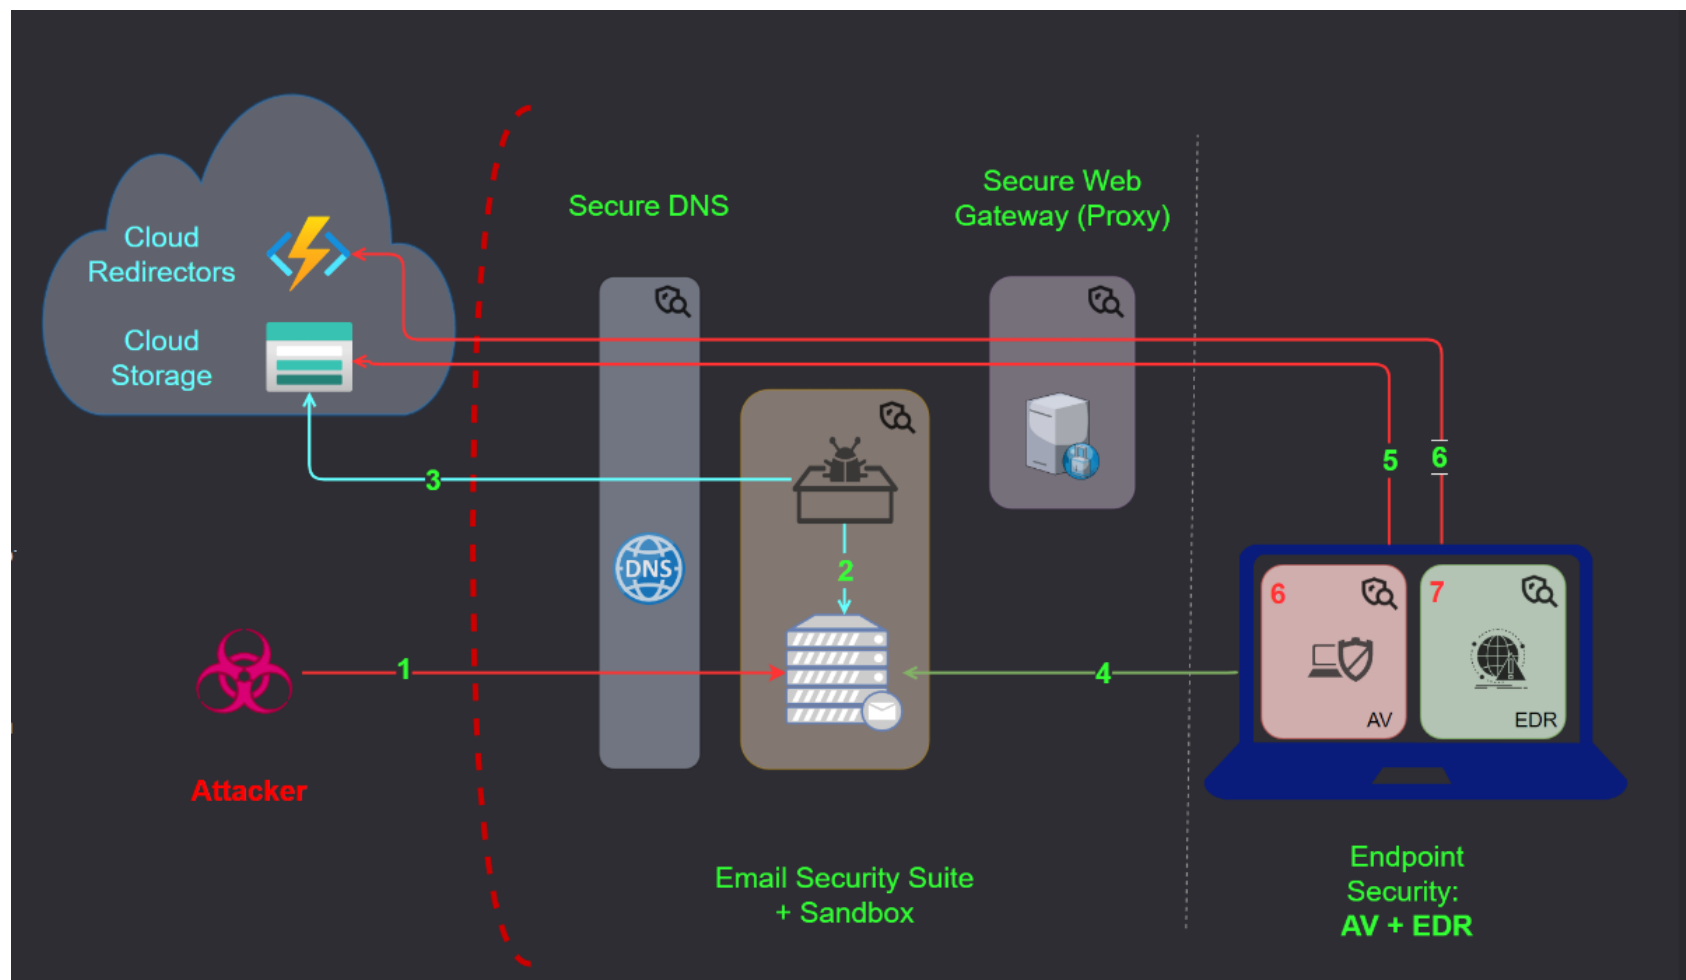 Secure Web
Gateway (Proxy)
Secure DNS
Cloud
Redirectors
Cloud
Storage
5
6
3
DNS
2
6
7
1
4
AV
EDR
Attacker
Email Security Suite
+ Sandbox
Endpoint
Security:
AV + EDR